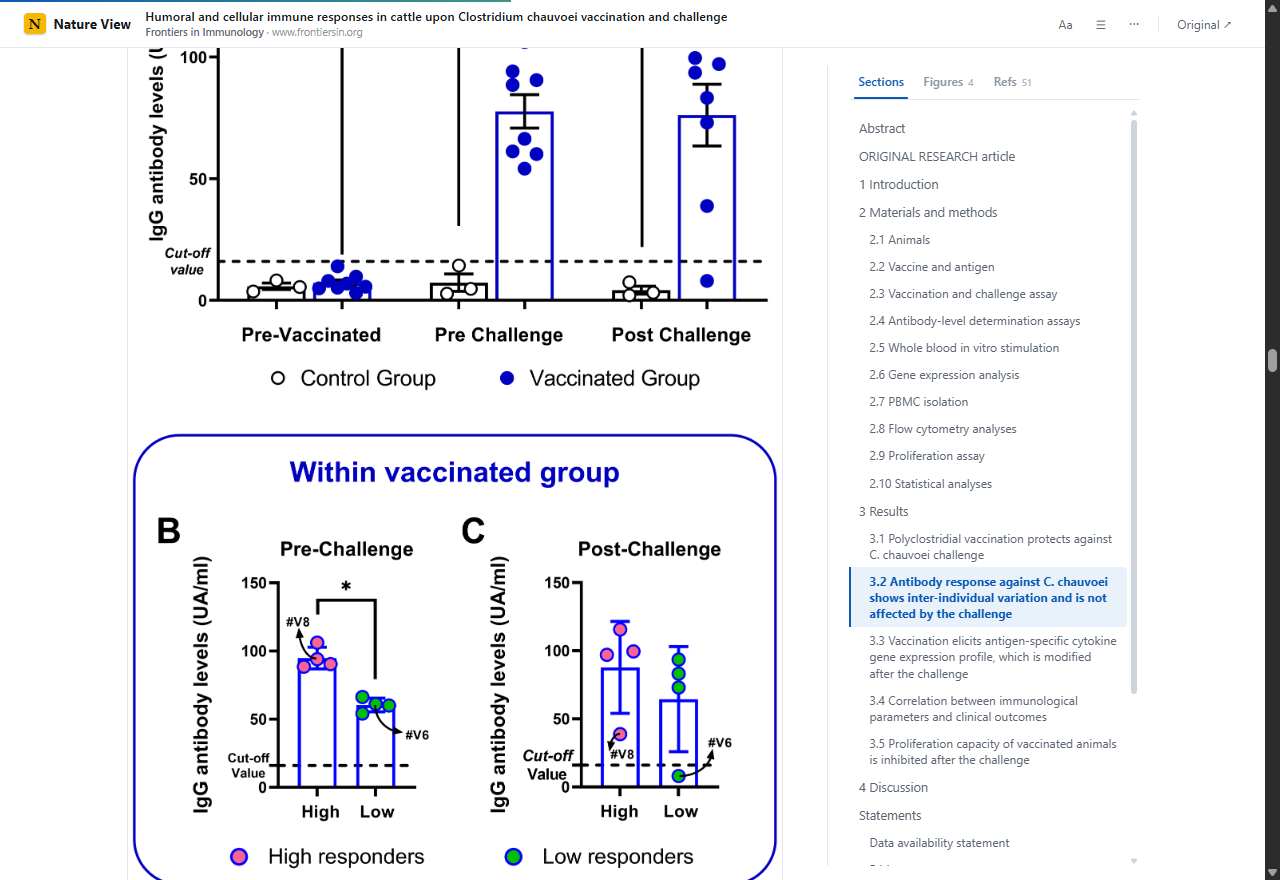 N Nature View
Humoral and cellular immune responses in cattle upon Clostridium chauvoei vaccination and challenge
Frontiers in Immunology · www.frontiersin.org
Aa
Original ↗
IgG antibody levels (U
100
50
Cut-off
value
0
Pre-Vaccinated
Pre Challenge
Post Challenge
Control Group
Vaccinated Group
Within vaccinated group
B
Pre-Challenge
IgG antibody levels (UA/ml)
150
100
50
Cut-off
Value
0
*
#V8
#V6
High
Low
C
Post-Challenge
IgG antibody levels (UA/ml)
150
100
50
Cut-off
Value
0
#V8
#V6
High
Low
High responders
Low responders
Sections
Figures 4
Refs 51
Abstract
ORIGINAL RESEARCH article
1 Introduction
2 Materials and methods
2.1 Animals
2.2 Vaccine and antigen
2.3 Vaccination and challenge assay
2.4 Antibody-level determination assays
2.5 Whole blood in vitro stimulation
2.6 Gene expression analysis
2.7 PBMC isolation
2.8 Flow cytometry analyses
2.9 Proliferation assay
2.10 Statistical analyses
3 Results
3.1 Polyclostridial vaccination protects against
C. chauvoei challenge
3.2 Antibody response against C. chauvoei
shows inter-individual variation and is not
affected by the challenge
3.3 Vaccination elicits antigen-specific cytokine
gene expression profile, which is modified
after the challenge
3.4 Correlation between immunological
parameters and clinical outcomes
3.5 Proliferation capacity of vaccinated animals
is inhibited after the challenge
4 Discussion
Statements
Data availability statement